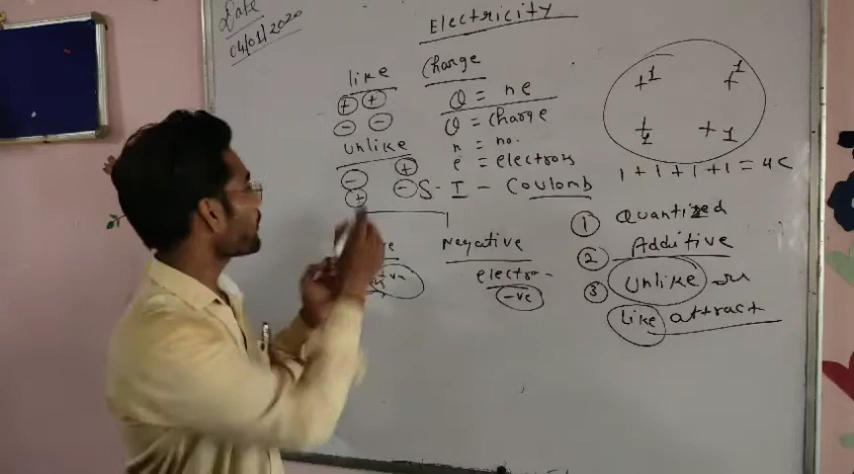 Date
04/01/2020
Electricity
Charge
Q = ne
Q = Charge
n = no.
e = electrons
S.I - Coulomb
like
+ +
- -
unlike
- +
+ -
Negative
electron
-ve
+1 +1
+1 +1
1+1+1+1 = 4C
① Quantized
② Additive
③ Unlike or
like attract